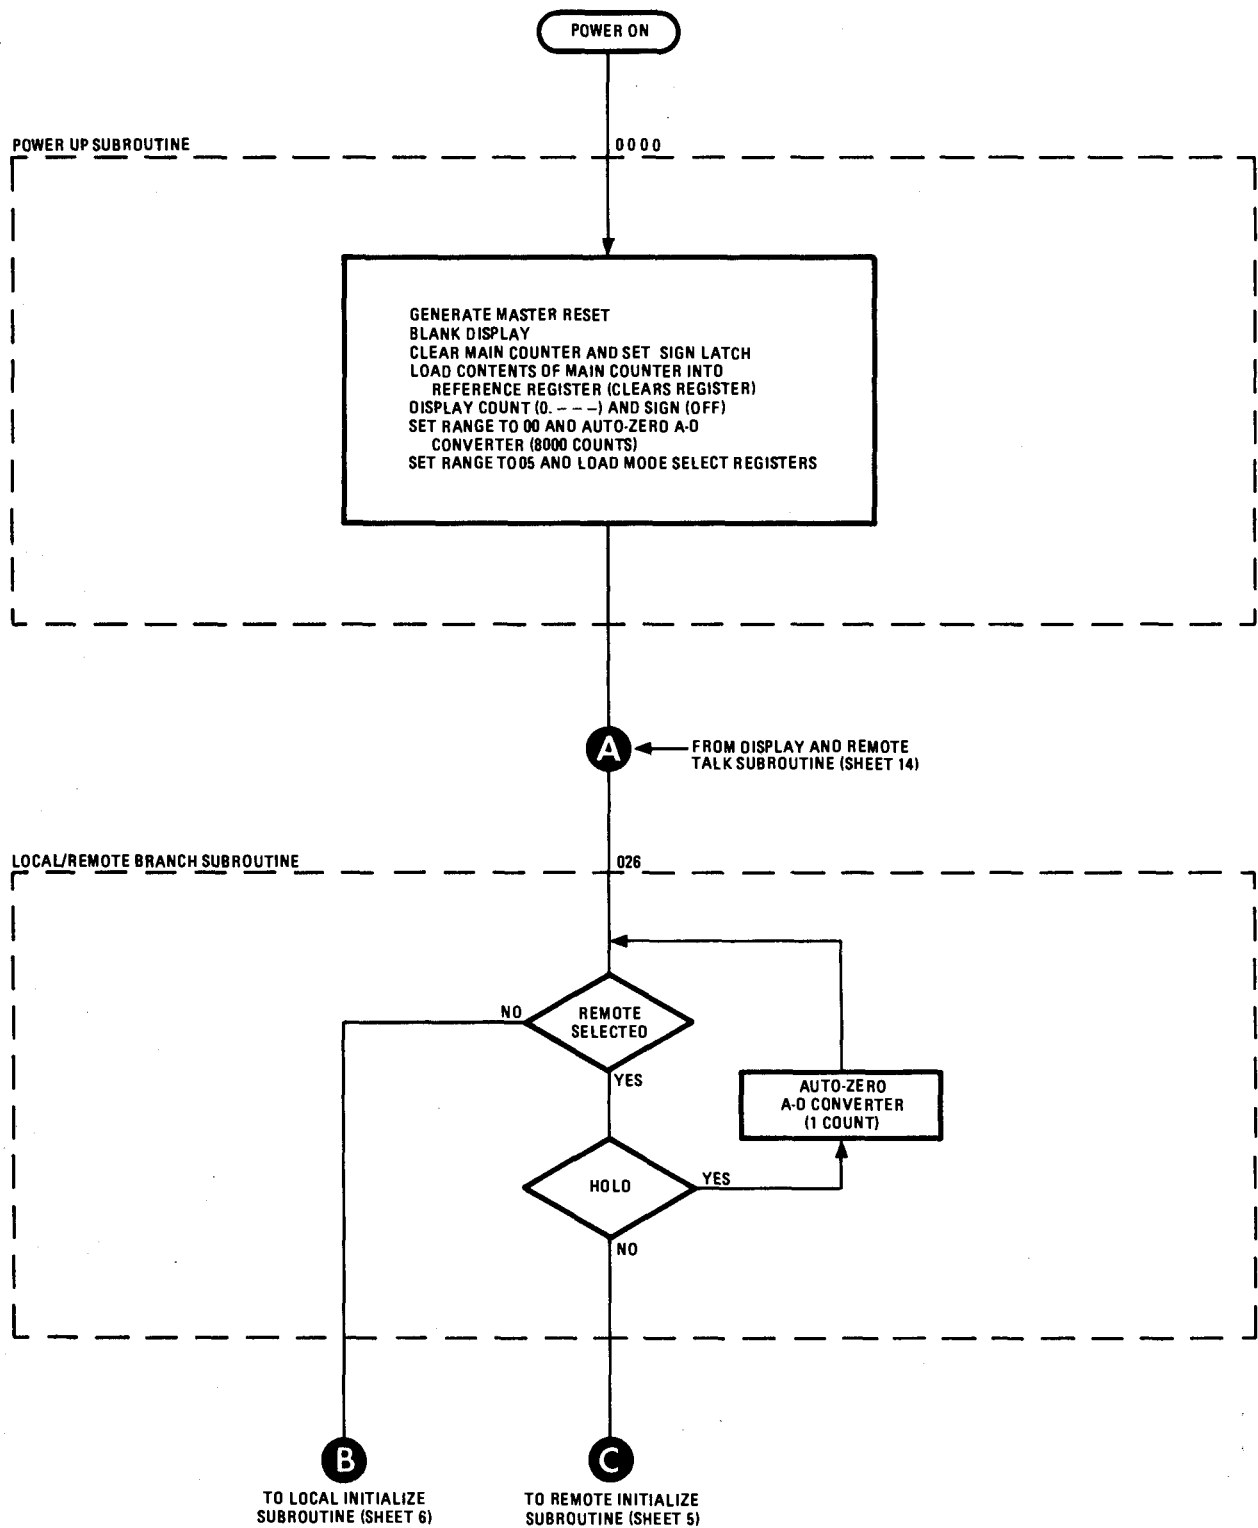 POWER ON
POWER UP SUBROUTINE
0000
GENERATE MASTER RESET
BLANK DISPLAY
CLEAR MAIN COUNTER AND SET SIGN LATCH
LOAD CONTENTS OF MAIN COUNTER INTO
REFERENCE REGISTER (CLEARS REGISTER)
DISPLAY COUNT (0. – – –) AND SIGN (OFF)
SET RANGE TO 00 AND AUTO-ZERO A-D
CONVERTER (8000 COUNTS)
SET RANGE TO 05 AND LOAD MODE SELECT REGISTERS
A
FROM DISPLAY AND REMOTE
TALK SUBROUTINE (SHEET 14)
LOCAL/REMOTE BRANCH SUBROUTINE
026
NO
REMOTE
SELECTED
YES
AUTO-ZERO
A-D CONVERTER
(1 COUNT)
HOLD
YES
NO
B
TO LOCAL INITIALIZE
SUBROUTINE (SHEET 6)
C
TO REMOTE INITIALIZE
SUBROUTINE (SHEET 5)